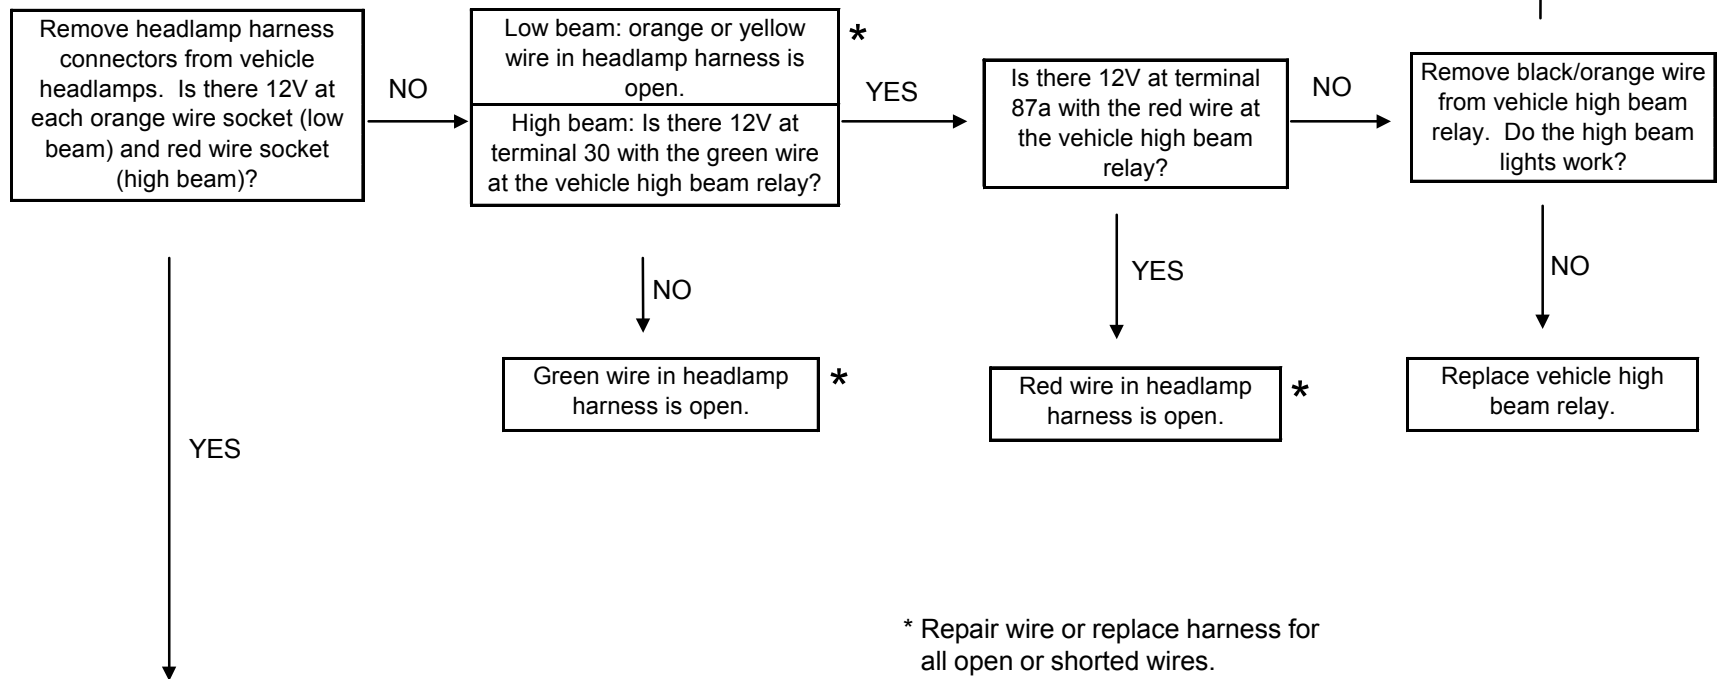 Remove headlamp harness
connectors from vehicle
headlamps.  Is there 12V at
each orange wire socket (low
beam) and red wire socket
(high beam)?
NO
Low beam: orange or yellow
wire in headlamp harness is
open.
*
High beam: Is there 12V at
terminal 30 with the green wire
at the vehicle high beam relay?
YES
Is there 12V at terminal
87a with the red wire at
the vehicle high beam
relay?
NO
Remove black/orange wire
from vehicle high beam
relay.  Do the high beam
lights work?
NO
Green wire in headlamp
harness is open.
*
YES
Red wire in headlamp
harness is open.
*
NO
Replace vehicle high
beam relay.
YES
* Repair wire or replace harness for
all open or shorted wires.